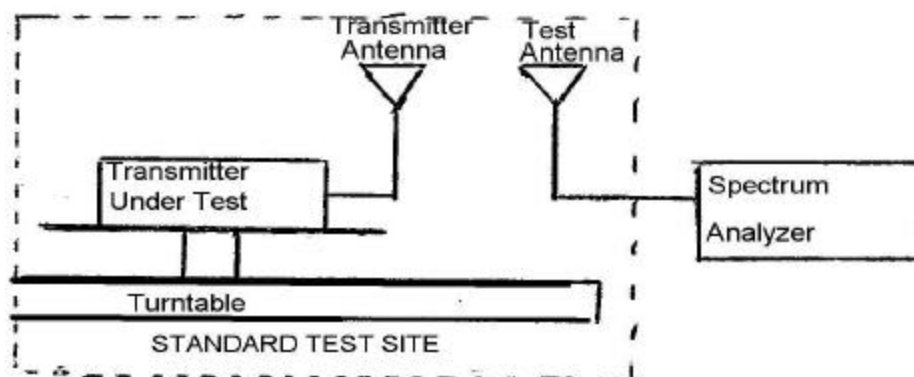 Transmitter
Antenna
Test
Antenna
Transmitter
Under Test
Spectrum
Analyzer
Turntable
STANDARD TEST SITE